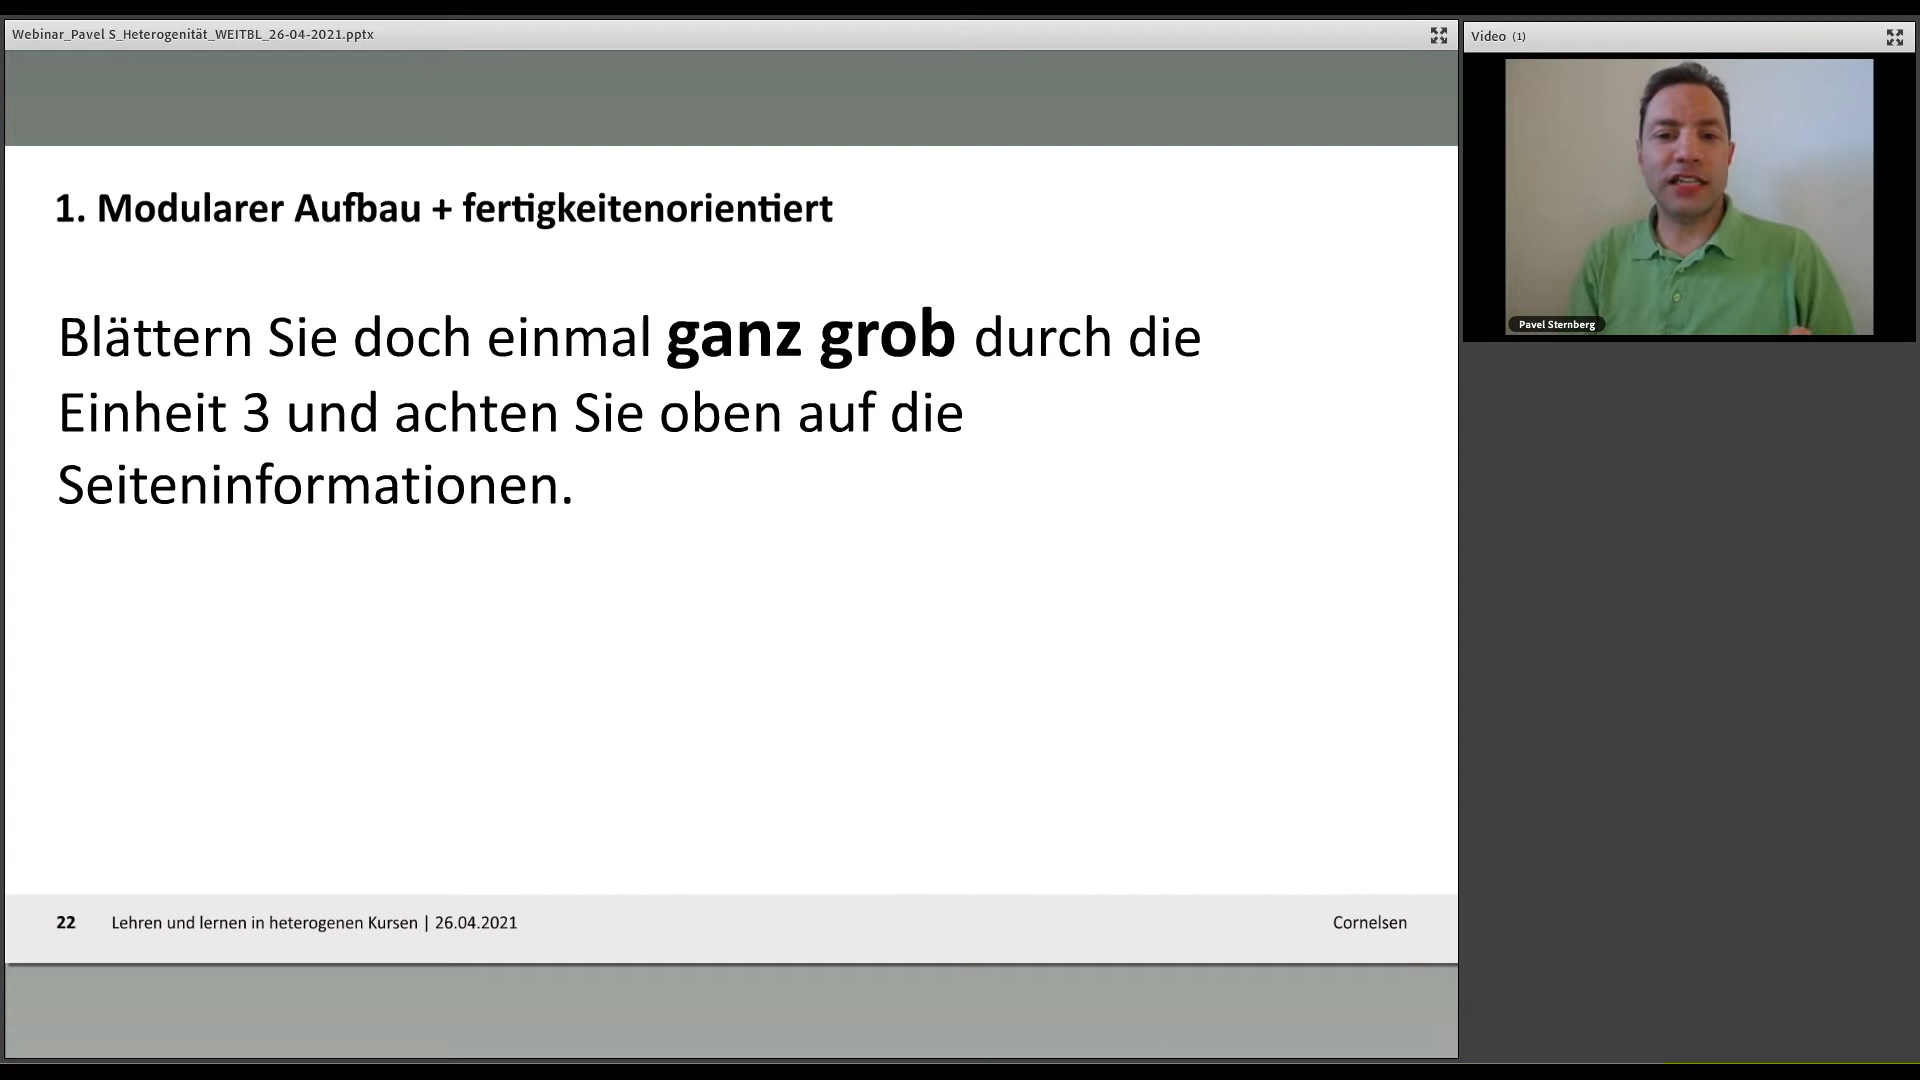 Webinar_Pavel S_Heterogenität_WEITBL_26-04-2021.pptx
Video (1)
1. Modularer Aufbau + fertigkeitenorientiert
Blättern Sie doch einmal ganz grob durch die
Einheit 3 und achten Sie oben auf die
Seiteninformationen.
Pavel Sternberg
22 Lehren und lernen in heterogenen Kursen | 26.04.2021 Cornelsen